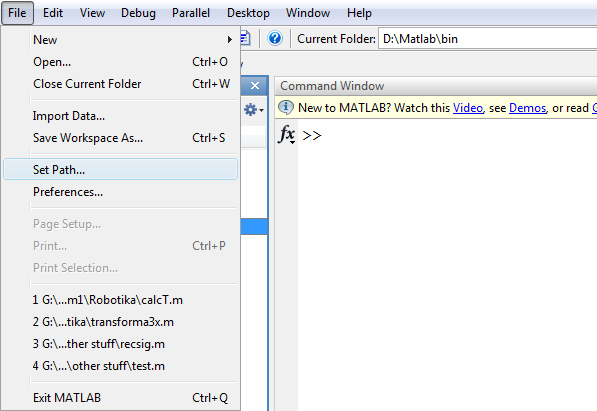 File Edit View Debug Parallel Desktop Window Help
New
Current Folder: D:\Matlab\bin
Open... Ctrl+O
Close Current Folder Ctrl+W
Command Window
Import Data...
New to MATLAB? Watch this Video, see Demos, or read
Save Workspace As... Ctrl+S
fx >>
Set Path...
Preferences...
Page Setup...
Print... Ctrl+P
Print Selection...
1 G:\...m1\Robotika\calcT.m
2 G:\...tika\transforma3x.m
3 G:\...ther stuff\recsig.m
4 G:\...\other stuff\test.m
Exit MATLAB Ctrl+Q